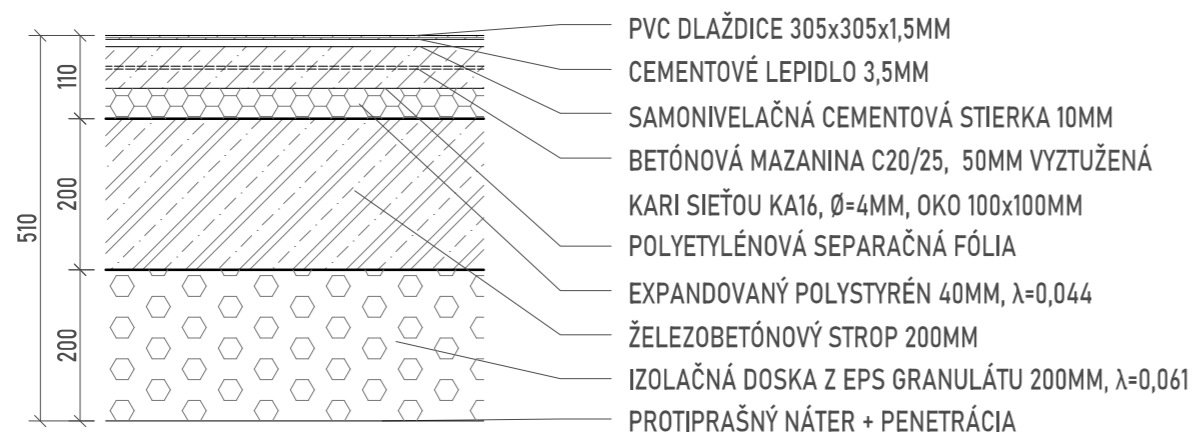 PVC DLAŽDICE 305x305x1,5MM
CEMENTOVÉ LEPIDLO 3,5MM
SAMONIVELAČNÁ CEMENTOVÁ STIERKA 10MM
BETÓNOVÁ MAZANINA C20/25, 50MM VYZTUŽENÁ
KARI SIEŤOU KA16, Ø=4MM, OKO 100x100MM
POLYETYLÉNOVÁ SEPARAČNÁ FÓLIA
EXPANDOVANÝ POLYSTYRÉN 40MM, λ=0,044
ŽELEZOBETÓNOVÝ STROP 200MM
IZOLAČNÁ DOSKA Z EPS GRANULÁTU 200MM, λ=0,061
PROTIPRAŠNÝ NÁTER + PENETRÁCIA
110
200
510
200